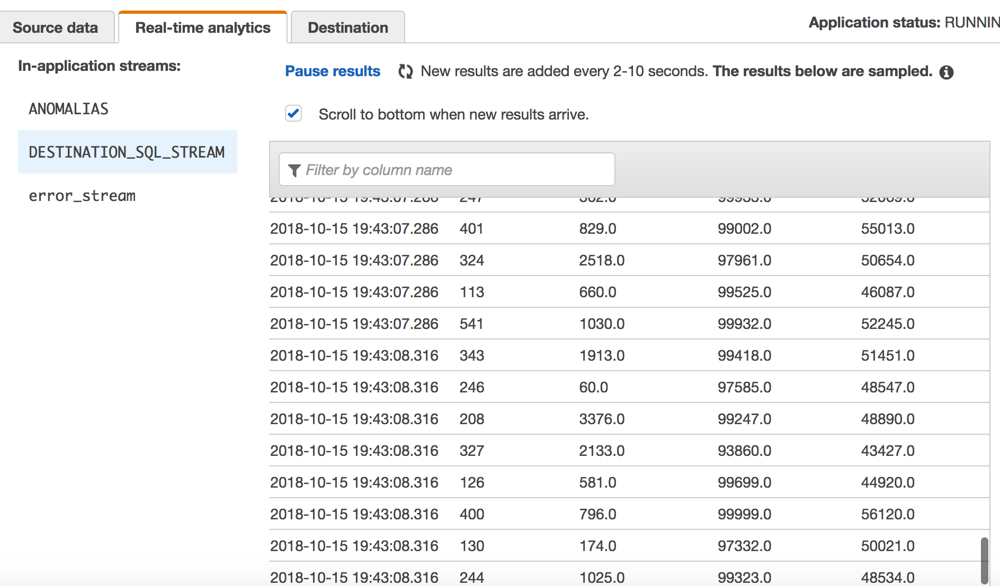 Source data
Real-time analytics
Destination
Application status: RUNNIN
In-application streams:
ANOMALIAS
DESTINATION_SQL_STREAM
error_stream
Pause results New results are added every 2-10 seconds. The results below are sampled.
Scroll to bottom when new results arrive.
Filter by column name
2018-10-15 19:43:07.286 401 829.0 99002.0 55013.0
2018-10-15 19:43:07.286 324 2518.0 97961.0 50654.0
2018-10-15 19:43:07.286 113 660.0 99525.0 46087.0
2018-10-15 19:43:07.286 541 1030.0 99932.0 52245.0
2018-10-15 19:43:08.316 343 1913.0 99418.0 51451.0
2018-10-15 19:43:08.316 246 60.0 97585.0 48547.0
2018-10-15 19:43:08.316 208 3376.0 99247.0 48890.0
2018-10-15 19:43:08.316 327 2133.0 93860.0 43427.0
2018-10-15 19:43:08.316 126 581.0 99699.0 44920.0
2018-10-15 19:43:08.316 400 796.0 99999.0 56120.0
2018-10-15 19:43:08.316 130 174.0 97332.0 50021.0
2018-10-15 19:43:08.316 244 1025.0 99323.0 48534.0